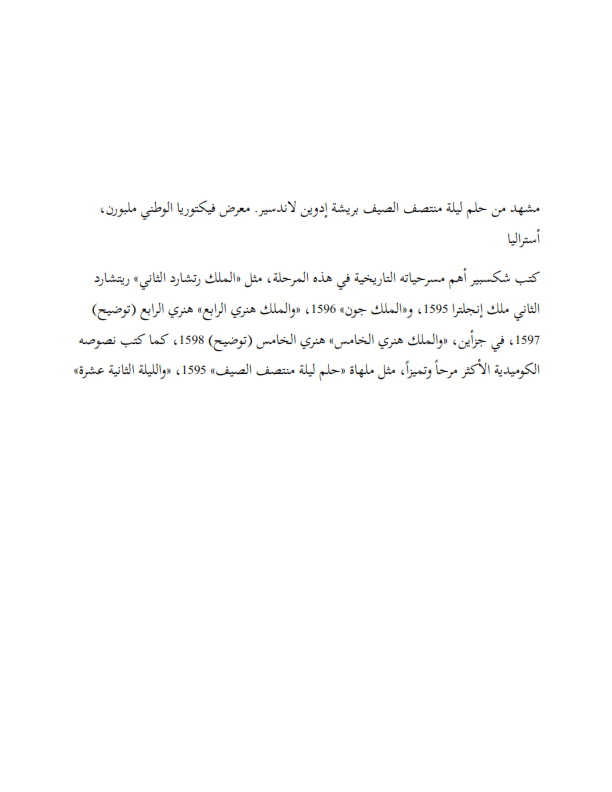 مشهد من حلم ليلة منتصف الصيف بريشة إدوين لاندسير. معرض فيكتوريا الوطني ملبورن،
أستراليا
كتب شكسبير أهم مسرحياته التاريخية في هذه المرحلة، مثل «الملك رتشارد الثاني» ريتشارد
الثاني ملك إنجلترا 1595، و«الملك جون» 1596، «والملك هنري الرابع» هنري الرابع (توضيح)
1597، في جزأين، «والملك هنري الخامس» هنري الخامس (توضيح) 1598، كما كتب نصوصه
الكوميدية الأكثر مرحاً وتميزاً، مثل ملهاة «حلم ليلة منتصف الصيف» 1595، «والليلة الثانية عشرة»